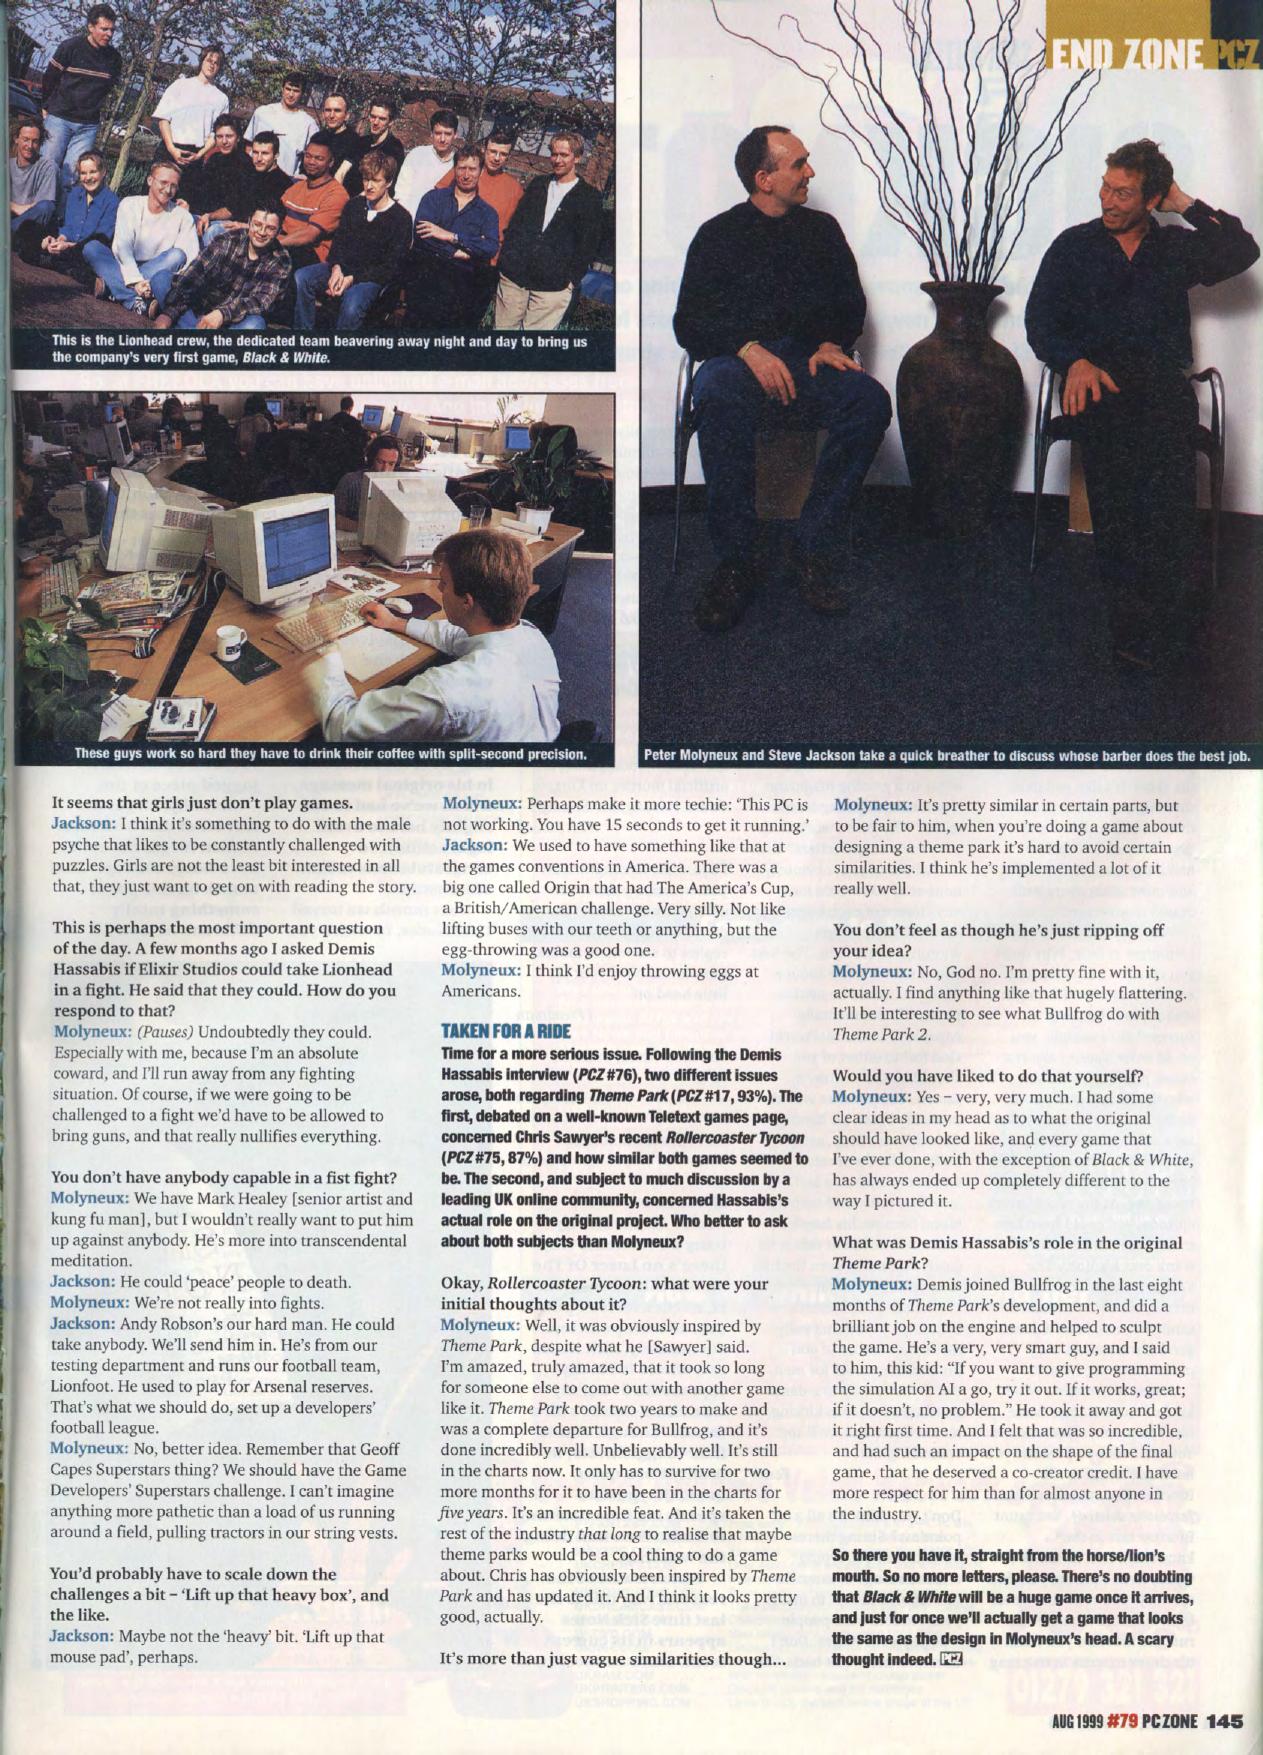 END ZONE PCZ
This is the Lionhead crew, the dedicated team beavering away night and day to bring us
the company's very first game, Black & White.
These guys work so hard they have to drink their coffee with split-second precision.
Peter Molyneux and Steve Jackson take a quick breather to discuss whose barber does the best job.
It seems that girls just don't play games.
Jackson: I think it's something to do with the male
psyche that likes to be constantly challenged with
puzzles. Girls are not the least bit interested in all
that, they just want to get on with reading the story.
This is perhaps the most important question
of the day. A few months ago I asked Demis
Hassabis if Elixir Studios could take Lionhead
in a fight. He said that they could. How do you
respond to that?
Molyneux: (Pauses) Undoubtedly they could.
Especially with me, because I'm an absolute
coward, and I'll run away from any fighting
situation. Of course, if we were going to be
challenged to a fight we'd have to be allowed to
bring guns, and that really nullifies everything.
You don't have anybody capable in a fist fight?
Molyneux: We have Mark Healey [senior artist and
kung fu man], but I wouldn't really want to put him
up against anybody. He's more into transcendental
meditation.
Jackson: He could 'peace' people to death.
Molyneux: We're not really into fights.
Jackson: Andy Robson's our hard man. He could
take anybody. We'll send him in. He's from our
testing department and runs our football team,
Lionfoot. He used to play for Arsenal reserves.
That's what we should do, set up a developers'
football league.
Molyneux: No, better idea. Remember that Geoff
Capes Superstars thing? We should have the Game
Developers' Superstars challenge. I can't imagine
anything more pathetic than a load of us running
around a field, pulling tractors in our string vests.
You'd probably have to scale down the
challenges a bit – 'Lift up that heavy box', and
the like.
Jackson: Maybe not the 'heavy' bit. 'Lift up that
mouse pad', perhaps.
Molyneux: Perhaps make it more techie: 'This PC is
not working. You have 15 seconds to get it running.'
Jackson: We used to have something like that at
the games conventions in America. There was a
big one called Origin that had The America's Cup,
a British/American challenge. Very silly. Not like
lifting buses with our teeth or anything, but the
egg-throwing was a good one.
Molyneux: I think I'd enjoy throwing eggs at
Americans.
TAKEN FOR A RIDE
Time for a more serious issue. Following the Demis
Hassabis interview (PCZ #76), two different issues
arose, both regarding Theme Park (PCZ #17, 93%). The
first, debated on a well-known Teletext games page,
concerned Chris Sawyer's recent Rollercoaster Tycoon
(PCZ #75, 87%) and how similar both games seemed to
be. The second, and subject to much discussion by a
leading UK online community, concerned Hassabis's
actual role on the original project. Who better to ask
about both subjects than Molyneux?
Okay, Rollercoaster Tycoon: what were your
initial thoughts about it?
Molyneux: Well, it was obviously inspired by
Theme Park, despite what he [Sawyer] said.
I'm amazed, truly amazed, that it took so long
for someone else to come out with another game
like it. Theme Park took two years to make and
was a complete departure for Bullfrog, and it's
done incredibly well. Unbelievably well. It's still
in the charts now. It only has to survive for two
more months for it to have been in the charts for
five years. It's an incredible feat. And it's taken the
rest of the industry that long to realise that maybe
theme parks would be a cool thing to do a game
about. Chris has obviously been inspired by Theme
Park and has updated it. And I think it looks pretty
good, actually.
It's more than just vague similarities though...
Molyneux: It's pretty similar in certain parts, but
to be fair to him, when you're doing a game about
designing a theme park it's hard to avoid certain
similarities. I think he's implemented a lot of it
really well.
You don't feel as though he's just ripping off
your idea?
Molyneux: No, God no. I'm pretty fine with it,
actually. I find anything like that hugely flattering.
It'll be interesting to see what Bullfrog do with
Theme Park 2.
Would you have liked to do that yourself?
Molyneux: Yes – very, very much. I had some
clear ideas in my head as to what the original
should have looked like, and every game that
I've ever done, with the exception of Black & White,
has always ended up completely different to the
way I pictured it.
What was Demis Hassabis's role in the original
Theme Park?
Molyneux: Demis joined Bullfrog in the last eight
months of Theme Park's development, and did a
brilliant job on the engine and helped to sculpt
the game. He's a very, very smart guy, and I said
to him, this kid: "If you want to give programming
the simulation AI a go, try it out. If it works, great;
if it doesn't, no problem." He took it away and got
it right first time. And I felt that was so incredible,
and had such an impact on the shape of the final
game, that he deserved a co-creator credit. I have
more respect for him than for almost anyone in
the industry.
So there you have it, straight from the horse/lion's
mouth. So no more letters, please. There's no doubting
that Black & White will be a huge game once it arrives,
and just for once we'll actually get a game that looks
the same as the design in Molyneux's head. A scary
thought indeed. PCZ
AUG 1999 #79 PC ZONE 145